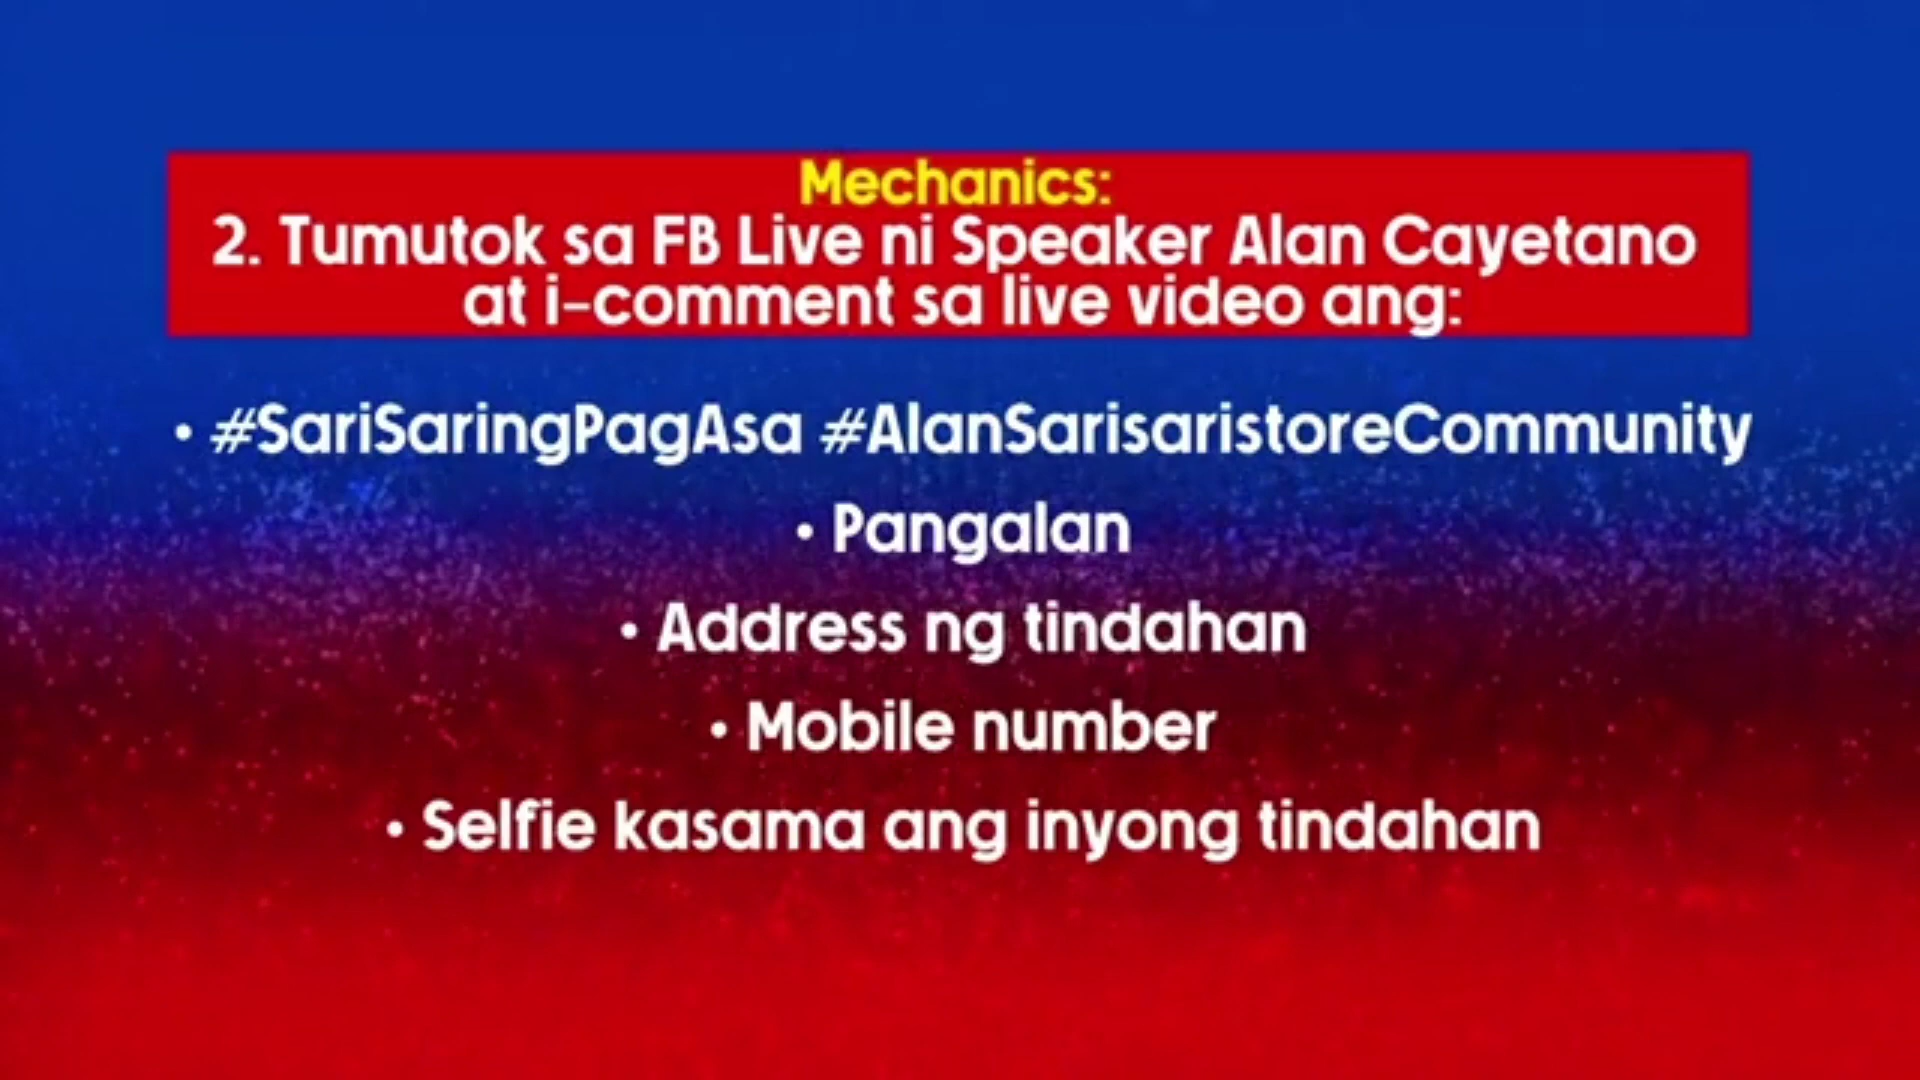 Mechanics:
2. Tumutok sa FB Live ni Speaker Alan Cayetano
at i-comment sa live video ang:
• #SariSaringPagAsa #AlanSarisaristoreCommunity
• Pangalan
• Address ng tindahan
• Mobile number
• Selfie kasama ang inyong tindahan